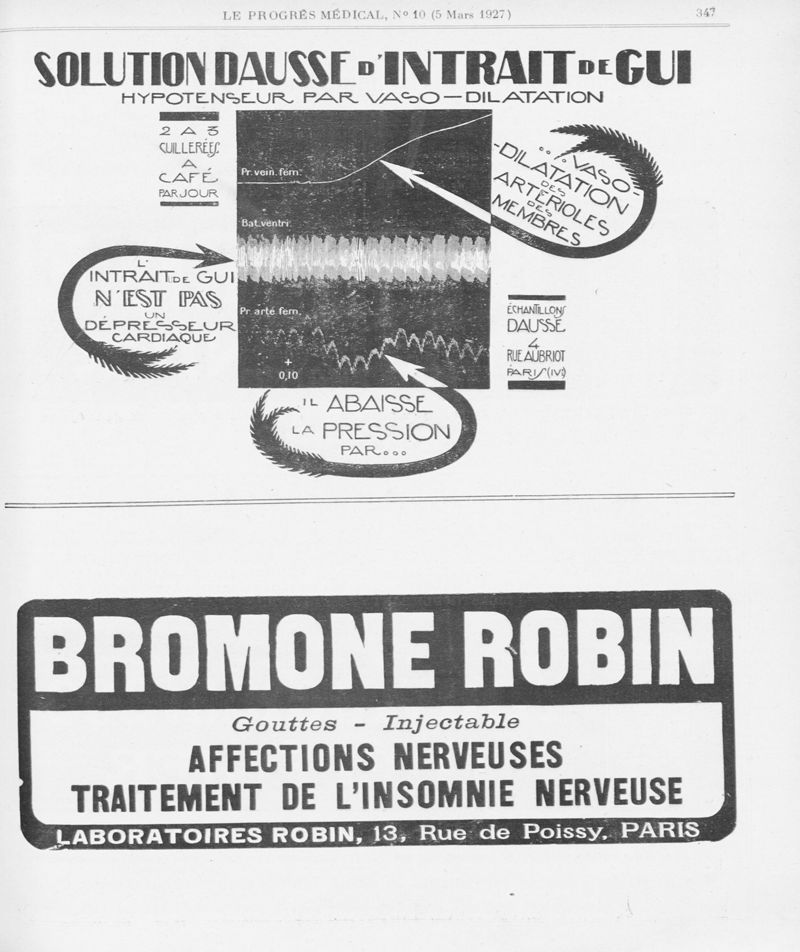 LE PROGRÈS MÉDICAL, No 10 (5 Mars 1927)
347
SOLUTION DAUSSE D'INTRAIT DE GUI
HYPOTENSEUR PAR VASO-DILATATION
2 A 3
CUILLERÉES
A
CAFÉ
PAR JOUR
Pr. vein. fém.
...VASO-
-DILATATION
DES
ARTÉRIOLES
DES
MEMBRES
Bat. ventri.
L'
INTRAIT DE GUI
N'EST PAS
UN
DÉPRESSEUR
CARDIAQUE
Pr. arté. fem.
+
0,10
ÉCHANTILLONS
DAUSSE
4
RUE AUBRIOT
PARIS (IVe)
IL ABAISSE
LA PRESSION
PAR...
BROMONE ROBIN
Gouttes - Injectable
AFFECTIONS NERVEUSES
TRAITEMENT DE L'INSOMNIE NERVEUSE
LABORATOIRES ROBIN, 13, Rue de Poissy, PARIS